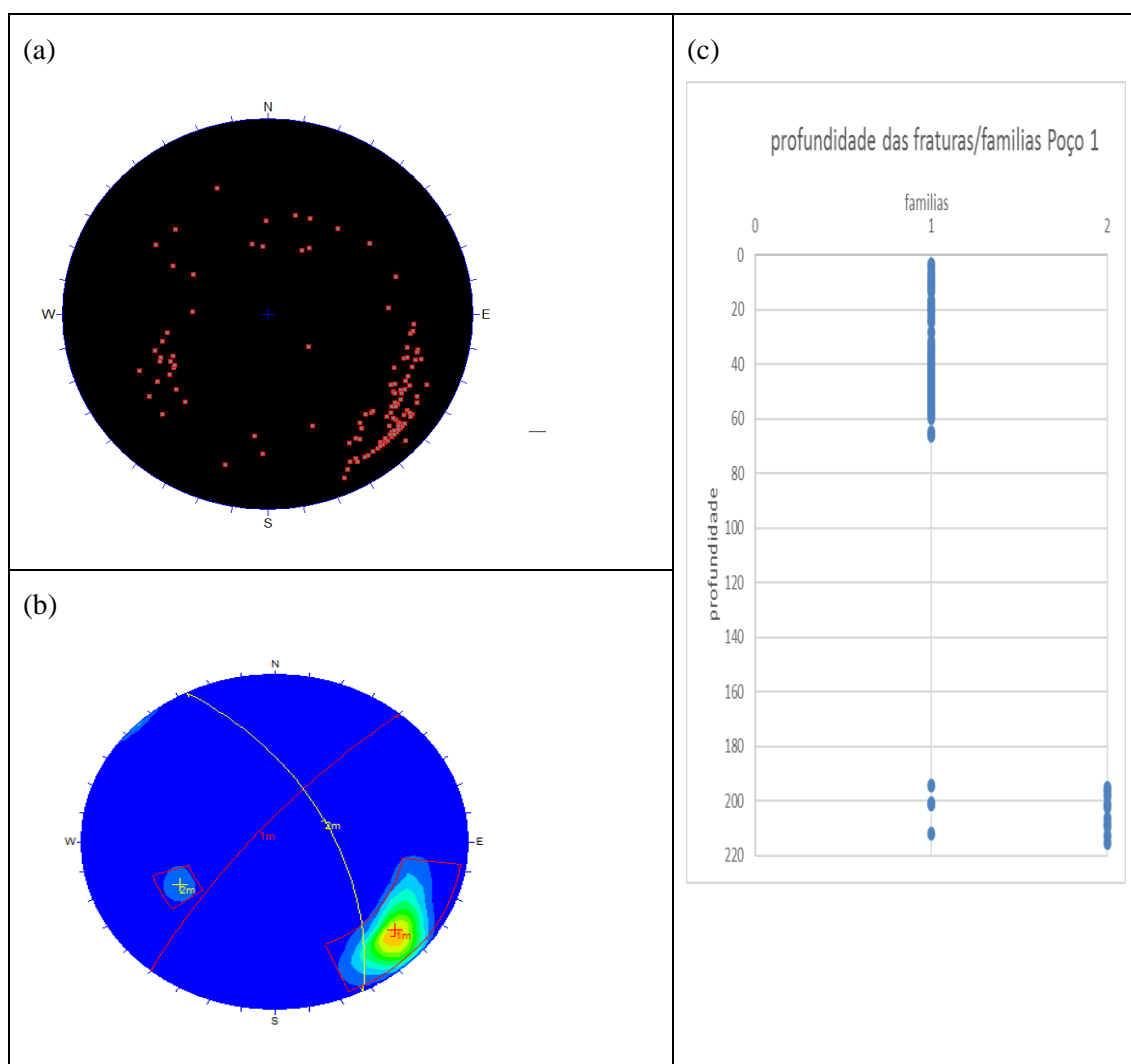 (a)
N
W
E
S
(b)
N
W
E
S
1m
2m
2m
1m
(c)
profundidade das fraturas/familias Poço 1
familias
0 1 2
0
20
40
60
80
100
120
140
160
180
200
220
profundidade